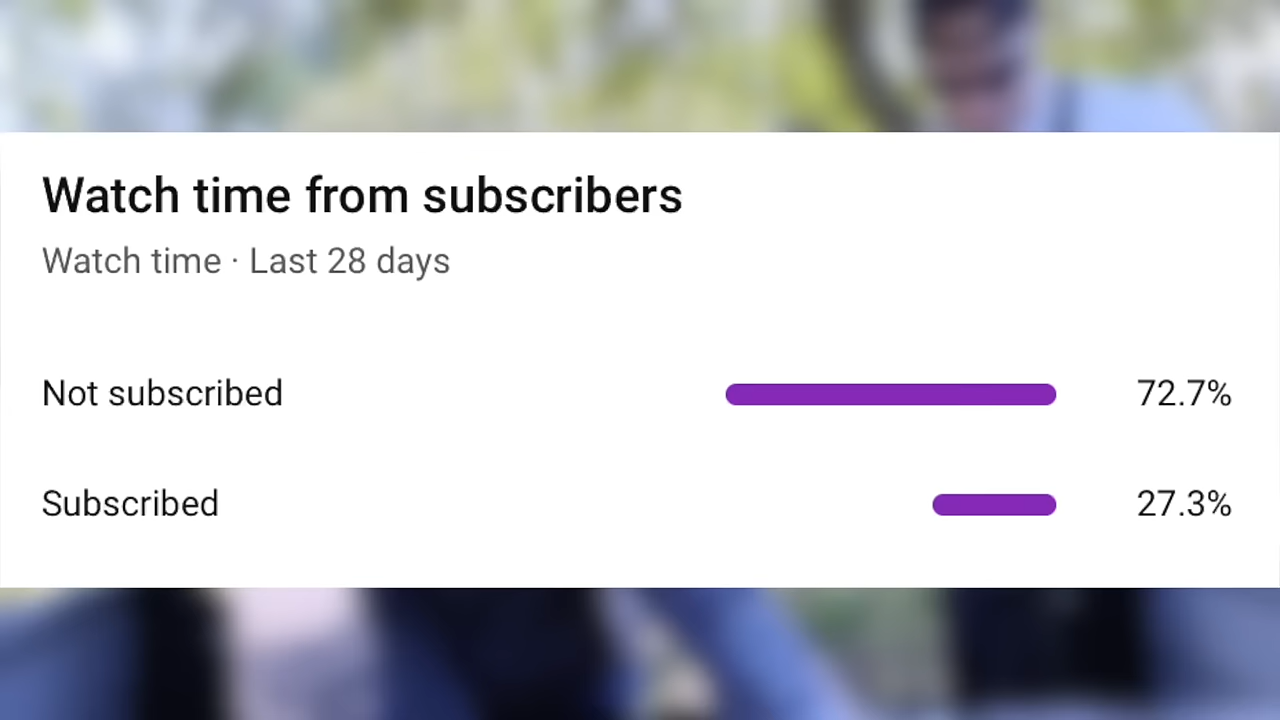 Watch time from subscribers
Watch time · Last 28 days
Not subscribed 72.7%
Subscribed 27.3%